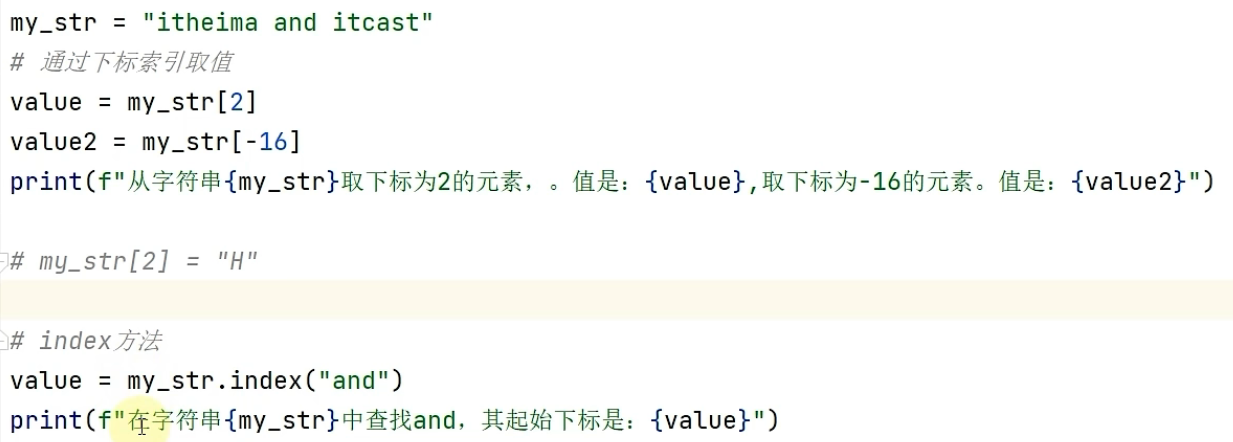 my_str = "itheima and itcast"
# 通过下标索引取值
value = my_str[2]
value2 = my_str[-16]
print(f"从字符串{my_str}取下标为2的元素，。值是：{value},取下标为-16的元素。值是：{value2}")
# my_str[2] = "H"
# index方法
value = my_str.index("and")
print(f"在字符串{my_str}中查找and，其起始下标是：{value}")